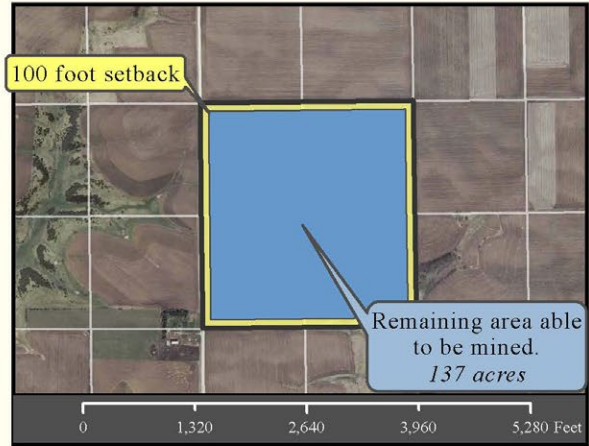 100 foot setback
Remaining area able
to be mined.
137 acres
0 1,320 2,640 3,960 5,280 Feet